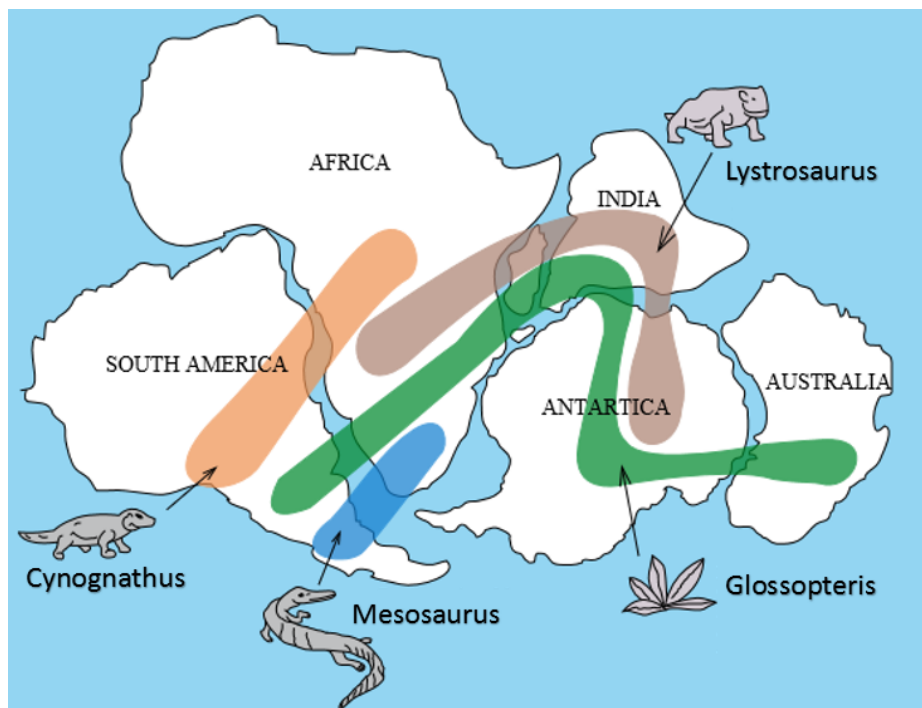 AFRICA
Lystrosaurus
INDIA
SOUTH AMERICA
AUSTRALIA
ANTARTICA
Cynognathus
Mesosaurus
Glossopteris